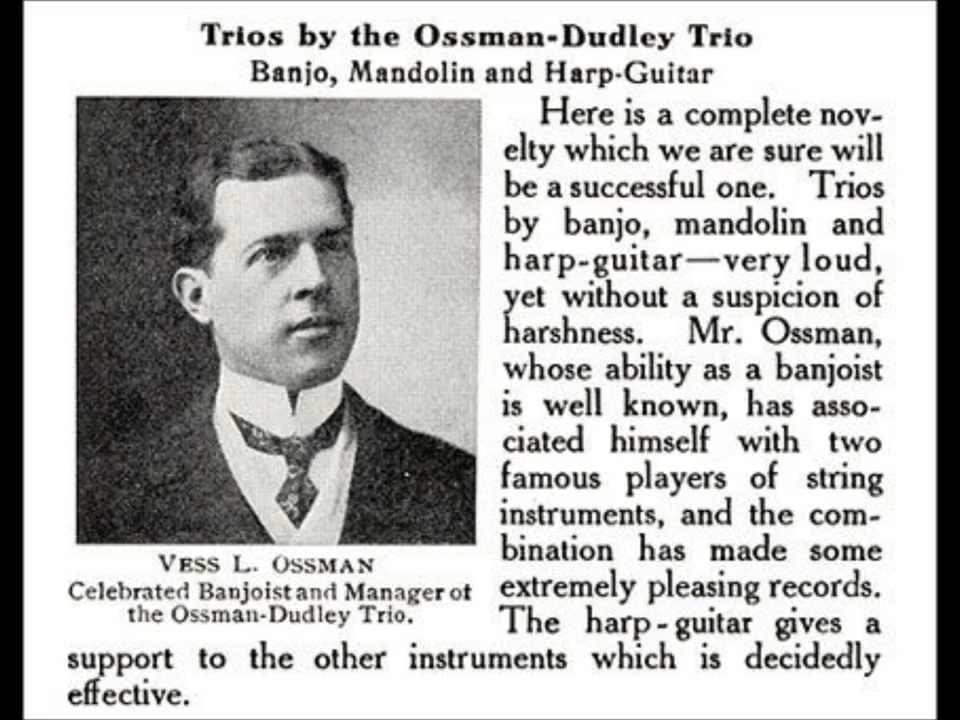 Trios by the Ossman-Dudley Trio
Banjo, Mandolin and Harp-Guitar
Here is a complete nov-
elty which we are sure will
be a successful one. Trios
by banjo, mandolin and
harp-guitar—very loud,
yet without a suspicion of
harshness. Mr. Ossman,
whose ability as a banjoist
is well known, has asso-
ciated himself with two
famous players of string
instruments, and the com-
bination has made some
extremely pleasing records.
The harp-guitar gives a
support to the other instruments which is decidedly
effective.
VESS L. OSSMAN
Celebrated Banjoist and Manager of
the Ossman-Dudley Trio.